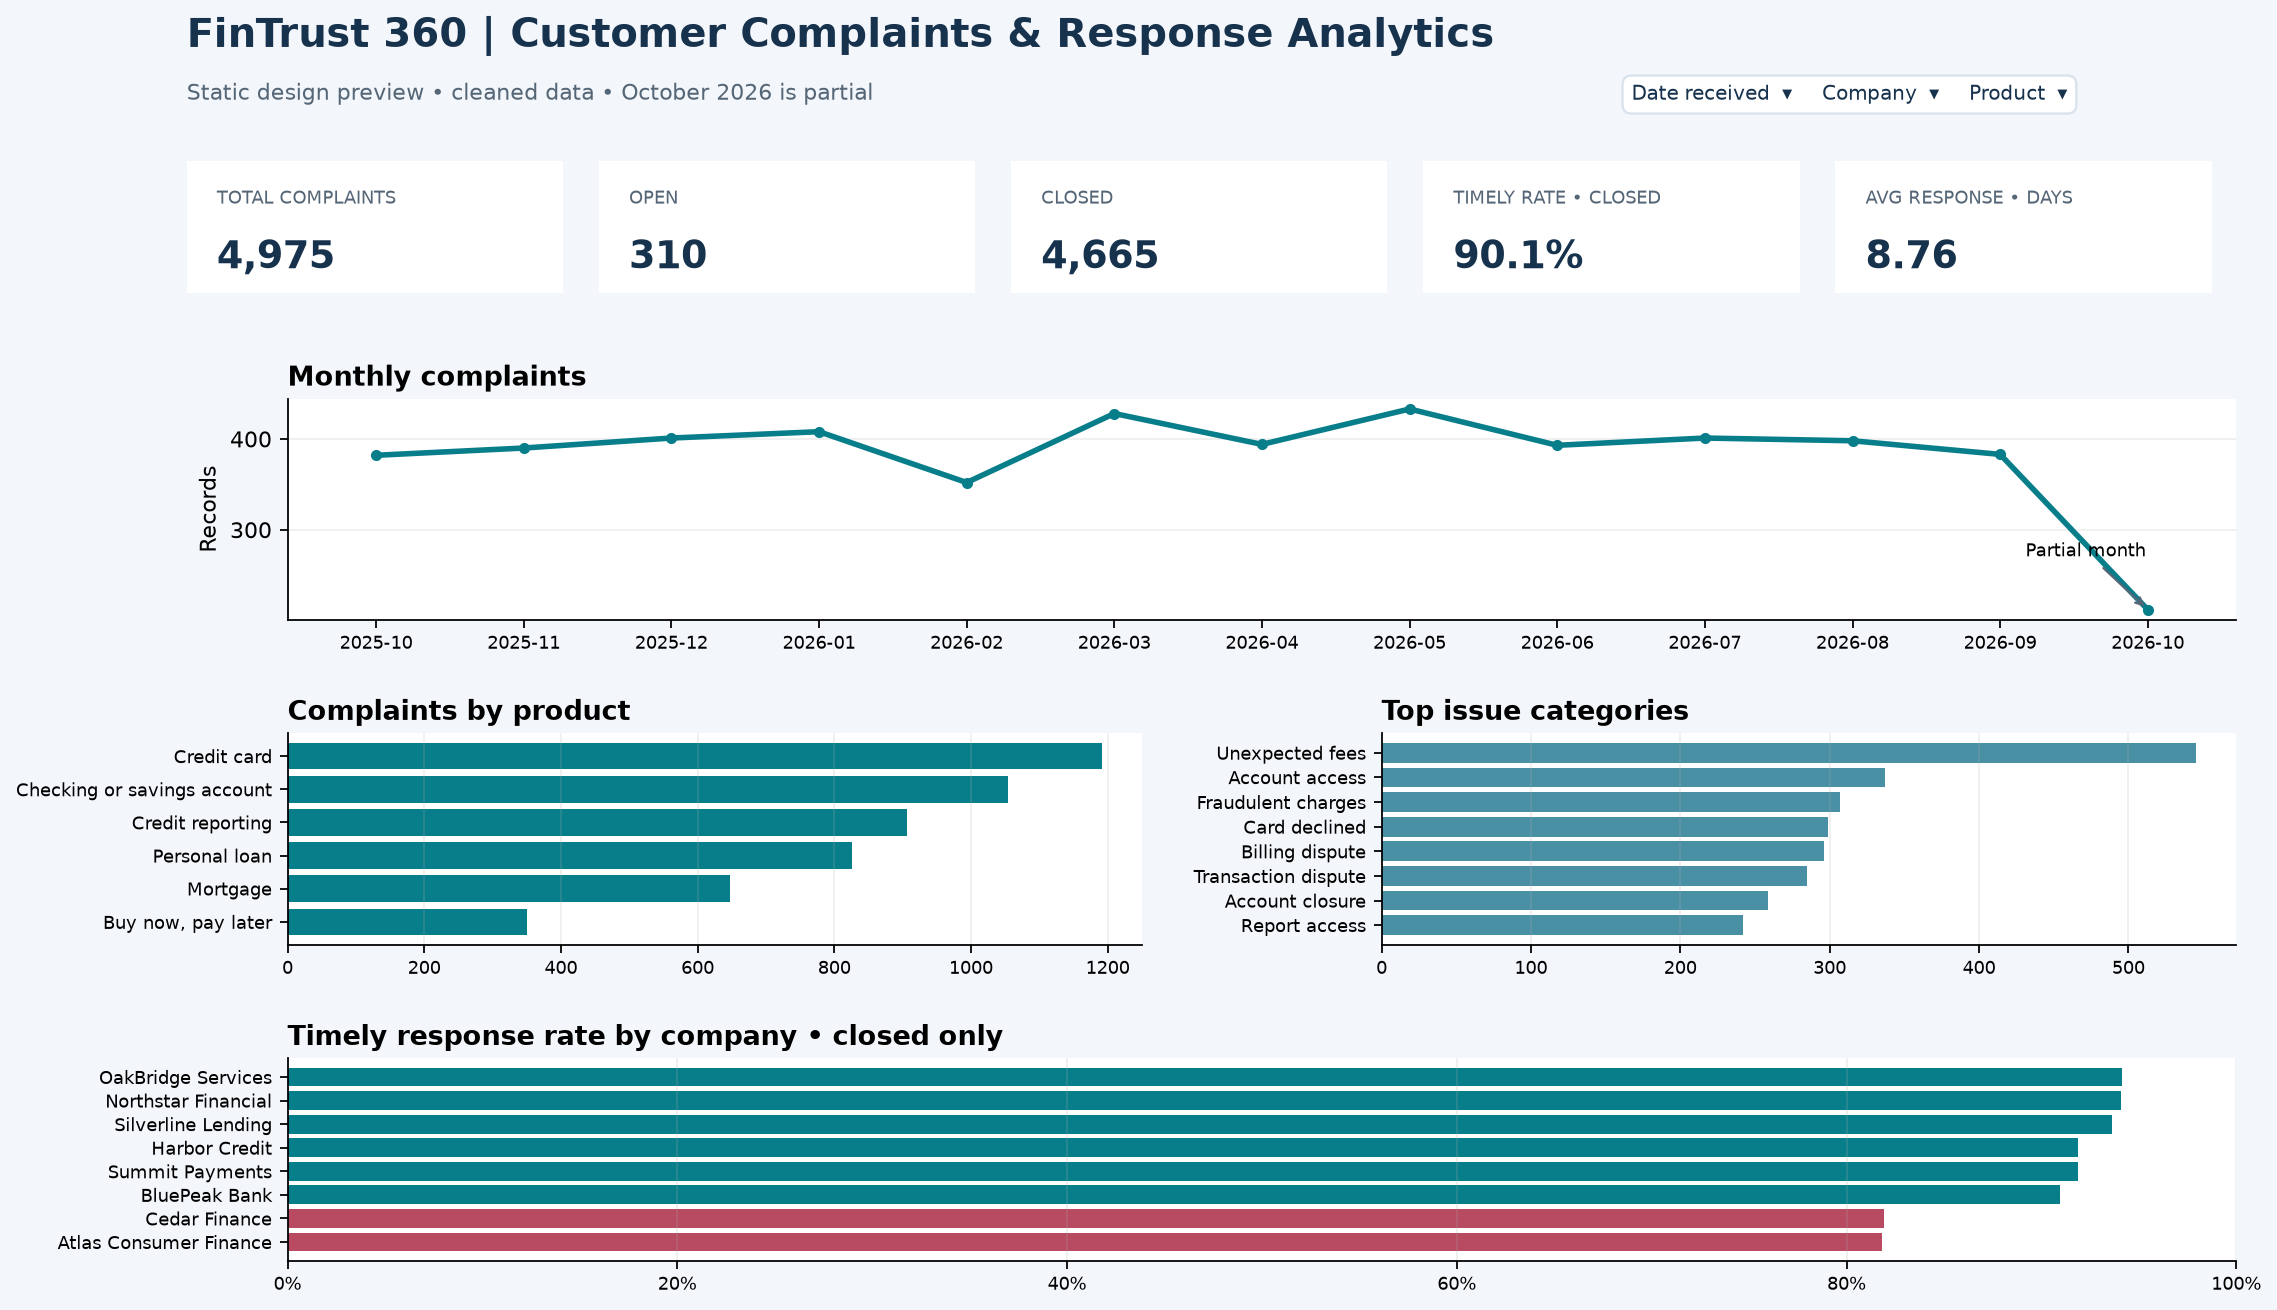 FinTrust 360 | Customer Complaints & Response Analytics
Static design preview • cleaned data • October 2026 is partial
Date received ▾ Company ▾ Product ▾
TOTAL COMPLAINTS
4,975
OPEN
310
CLOSED
4,665
TIMELY RATE • CLOSED
90.1%
AVG RESPONSE • DAYS
8.76
Monthly complaints
Records
400
300
Partial month
2025-10 2025-11 2025-12 2026-01 2026-02 2026-03 2026-04 2026-05 2026-06 2026-07 2026-08 2026-09 2026-10
Complaints by product
Credit card
Checking or savings account
Credit reporting
Personal loan
Mortgage
Buy now, pay later
0 200 400 600 800 1000 1200
Top issue categories
Unexpected fees
Account access
Fraudulent charges
Card declined
Billing dispute
Transaction dispute
Account closure
Report access
0 100 200 300 400 500
Timely response rate by company • closed only
OakBridge Services
Northstar Financial
Silverline Lending
Harbor Credit
Summit Payments
BluePeak Bank
Cedar Finance
Atlas Consumer Finance
0% 20% 40% 60% 80% 100%